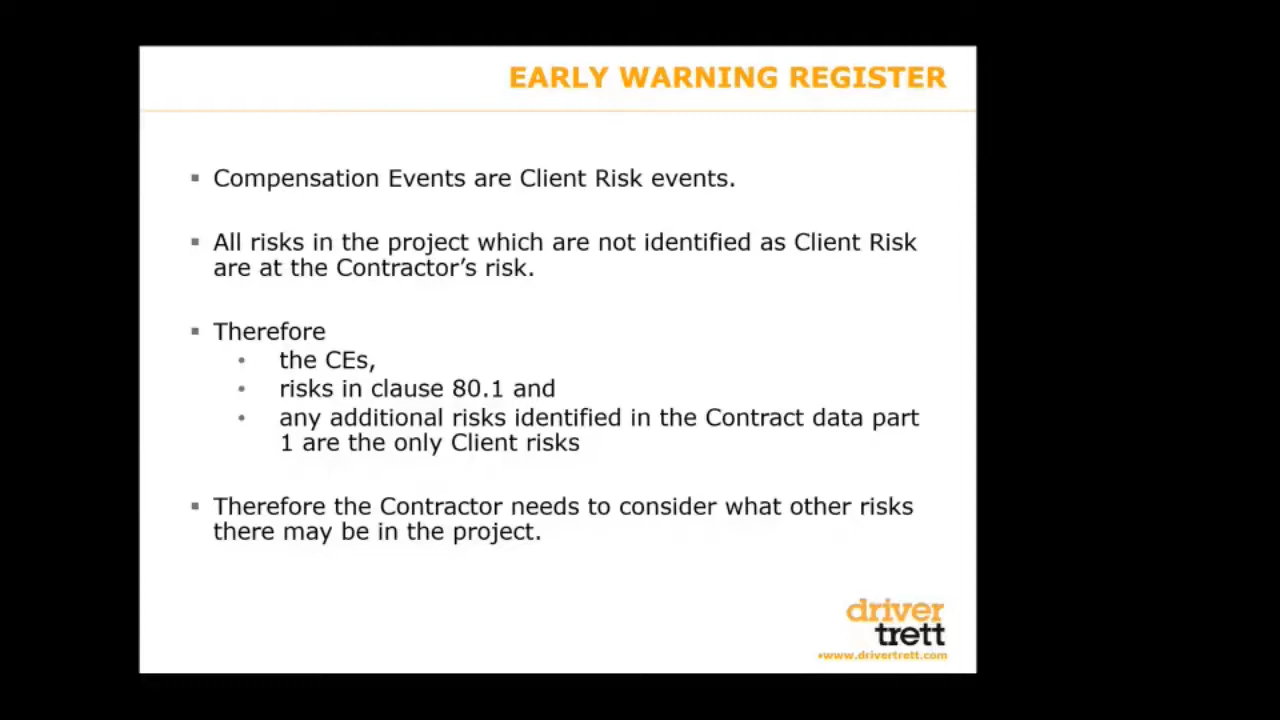 EARLY WARNING REGISTER
▪ Compensation Events are Client Risk events.
▪ All risks in the project which are not identified as Client Risk
are at the Contractor’s risk.
▪ Therefore
• the CEs,
• risks in clause 80.1 and
• any additional risks identified in the Contract data part
1 are the only Client risks
▪ Therefore the Contractor needs to consider what other risks
there may be in the project.
driver
trett
•www.drivertrett.com